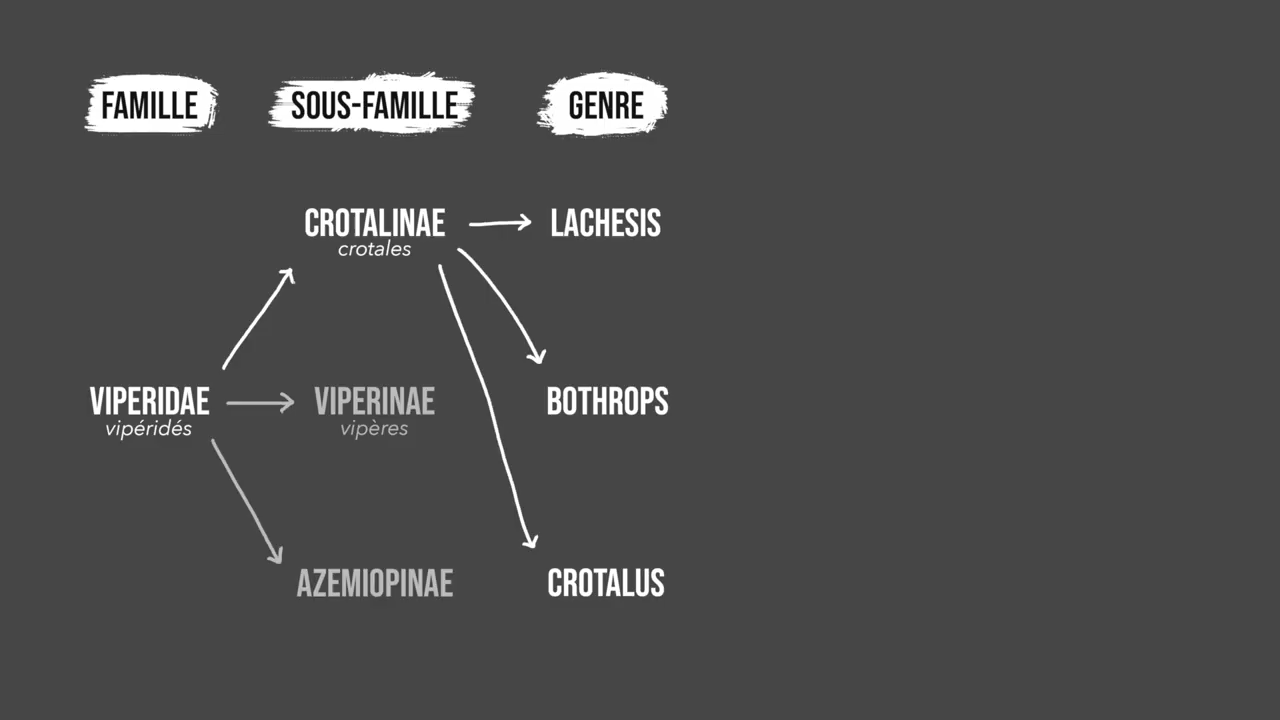 FAMILLE
SOUS-FAMILLE
GENRE
CROTALINAE
crotales
LACHESIS
VIPERIDAE
vipéridés
VIPERINAE
vipères
BOTHROPS
AZEMIOPINAE
CROTALUS